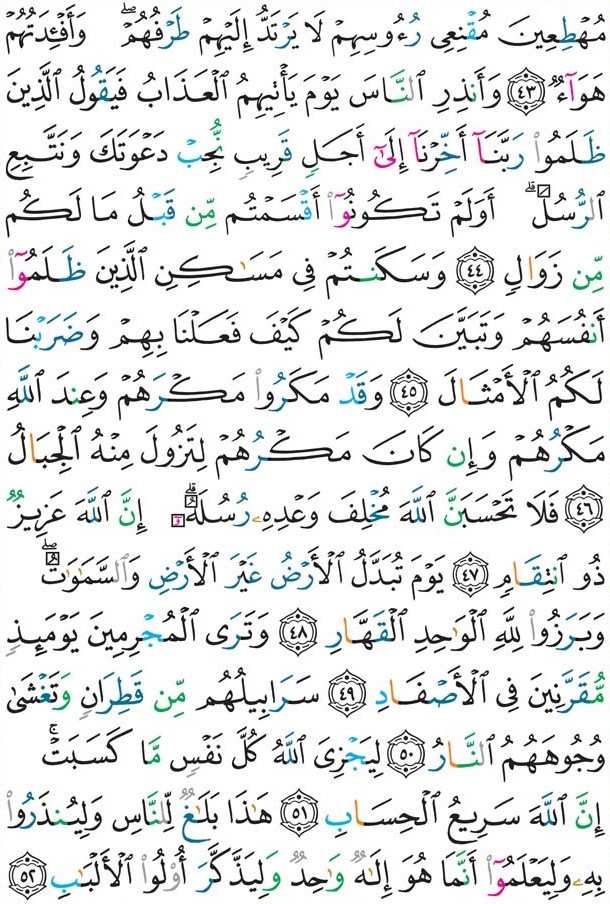 مُهْطِعِينَ مُقْنِعِى رُءُوسِهِمْ لَا يَرْتَدُّ إِلَيْهِمْ طَرْفُهُمْ ۖ وَأَفْـِٔدَتُهُمْ
هَوَآءٌ ٤٣ وَأَنذِرِ ٱلنَّاسَ يَوْمَ يَأْتِيهِمُ ٱلْعَذَابُ فَيَقُولُ ٱلَّذِينَ
ظَلَمُوا۟ رَبَّنَآ أَخِّرْنَآ إِلَىٰٓ أَجَلٍ قَرِيبٍ نُّجِبْ دَعْوَتَكَ وَنَتَّبِعِ
ٱلرُّسُلَ ۗ أَوَلَمْ تَكُونُوٓا۟ أَقْسَمْتُم مِّن قَبْلُ مَا لَكُم
مِّن زَوَالٍ ٤٤ وَسَكَنتُمْ فِى مَسَـٰكِنِ ٱلَّذِينَ ظَلَمُوٓا۟
أَنفُسَهُمْ وَتَبَيَّنَ لَكُمْ كَيْفَ فَعَلْنَا بِهِمْ وَضَرَبْنَا
لَكُمُ ٱلْأَمْثَالَ ٤٥ وَقَدْ مَكَرُوا۟ مَكْرَهُمْ وَعِندَ ٱللَّهِ
مَكْرُهُمْ وَإِن كَانَ مَكْرُهُمْ لِتَزُولَ مِنْهُ ٱلْجِبَالُ
٤٦ فَلَا تَحْسَبَنَّ ٱللَّهَ مُخْلِفَ وَعْدِهِۦ رُسُلَهُۥٓ ۗ إِنَّ ٱللَّهَ عَزِيزٌ
ذُو ٱنتِقَامٍ ٤٧ يَوْمَ تُبَدَّلُ ٱلْأَرْضُ غَيْرَ ٱلْأَرْضِ وَٱلسَّمَـٰوَٰتُ ۖ
وَبَرَزُوا۟ لِلَّهِ ٱلْوَٰحِدِ ٱلْقَهَّارِ ٤٨ وَتَرَى ٱلْمُجْرِمِينَ يَوْمَئِذٍ
مُّقَرَّنِينَ فِى ٱلْأَصْفَادِ ٤٩ سَرَابِيلُهُم مِّن قَطِرَانٍ وَتَغْشَىٰ
وُجُوهَهُمُ ٱلنَّارُ ٥٠ لِيَجْزِىَ ٱللَّهُ كُلَّ نَفْسٍ مَّا كَسَبَتْ ۚ
إِنَّ ٱللَّهَ سَرِيعُ ٱلْحِسَابِ ٥١ هَـٰذَا بَلَـٰغٌ لِّلنَّاسِ وَلِيُنذَرُوا۟
بِهِۦ وَلِيَعْلَمُوٓا۟ أَنَّمَا هُوَ إِلَـٰهٌ وَٰحِدٌ وَلِيَذَّكَّرَ أُو۟لُوا۟ ٱلْأَلْبَـٰبِ ٥٢